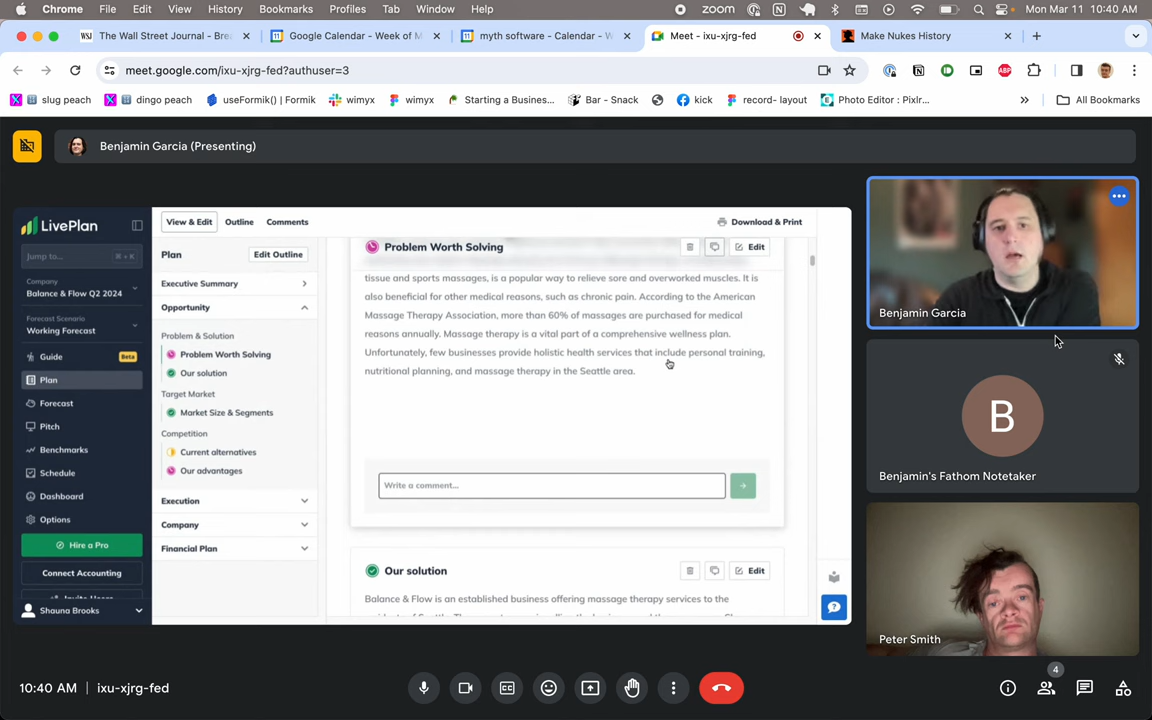 Chrome File Edit View History Bookmarks Profiles Tab Window Help zoom Mon Mar 11 10:40 AM
The Wall Street Journal - Brea Google Calendar - Week of M myth software - Calendar - W Meet - ixu-xjrg-fed Make Nukes History
meet.google.com/ixu-xjrg-fed?authuser=3
slug peach dingo peach useFormik() | Formik wimyx wimyx Starting a Business... Bar - Snack kick record- layout Photo Editor : Pixlr... All Bookmarks
Benjamin Garcia (Presenting)
LivePlan
Jump to...
Company
Balance & Flow Q2 2024
Forecast Scenario
Working Forecast
Guide Beta
Plan
Forecast
Pitch
Benchmarks
Schedule
Dashboard
Options
Hire a Pro
Connect Accounting
Invite Users
Shauna Brooks
View & Edit Outline Comments Download & Print
Plan Edit Outline
Executive Summary
Opportunity
Problem & Solution
Problem Worth Solving
Our solution
Target Market
Market Size & Segments
Competition
Current alternatives
Our advantages
Execution
Company
Financial Plan
Problem Worth Solving Edit
tissue and sports massages, is a popular way to relieve sore and overworked muscles. It is
also beneficial for other medical reasons, such as chronic pain. According to the American
Massage Therapy Association, more than 60% of massages are purchased for medical
reasons annually. Massage therapy is a vital part of a comprehensive wellness plan.
Unfortunately, few businesses provide holistic health services that include personal training,
nutritional planning, and massage therapy in the Seattle area.
Write a comment...
Our solution Edit
Balance & Flow is an established business offering massage therapy services to the
Benjamin Garcia
B
Benjamin's Fathom Notetaker
Peter Smith
10:40 AM | ixu-xjrg-fed
4